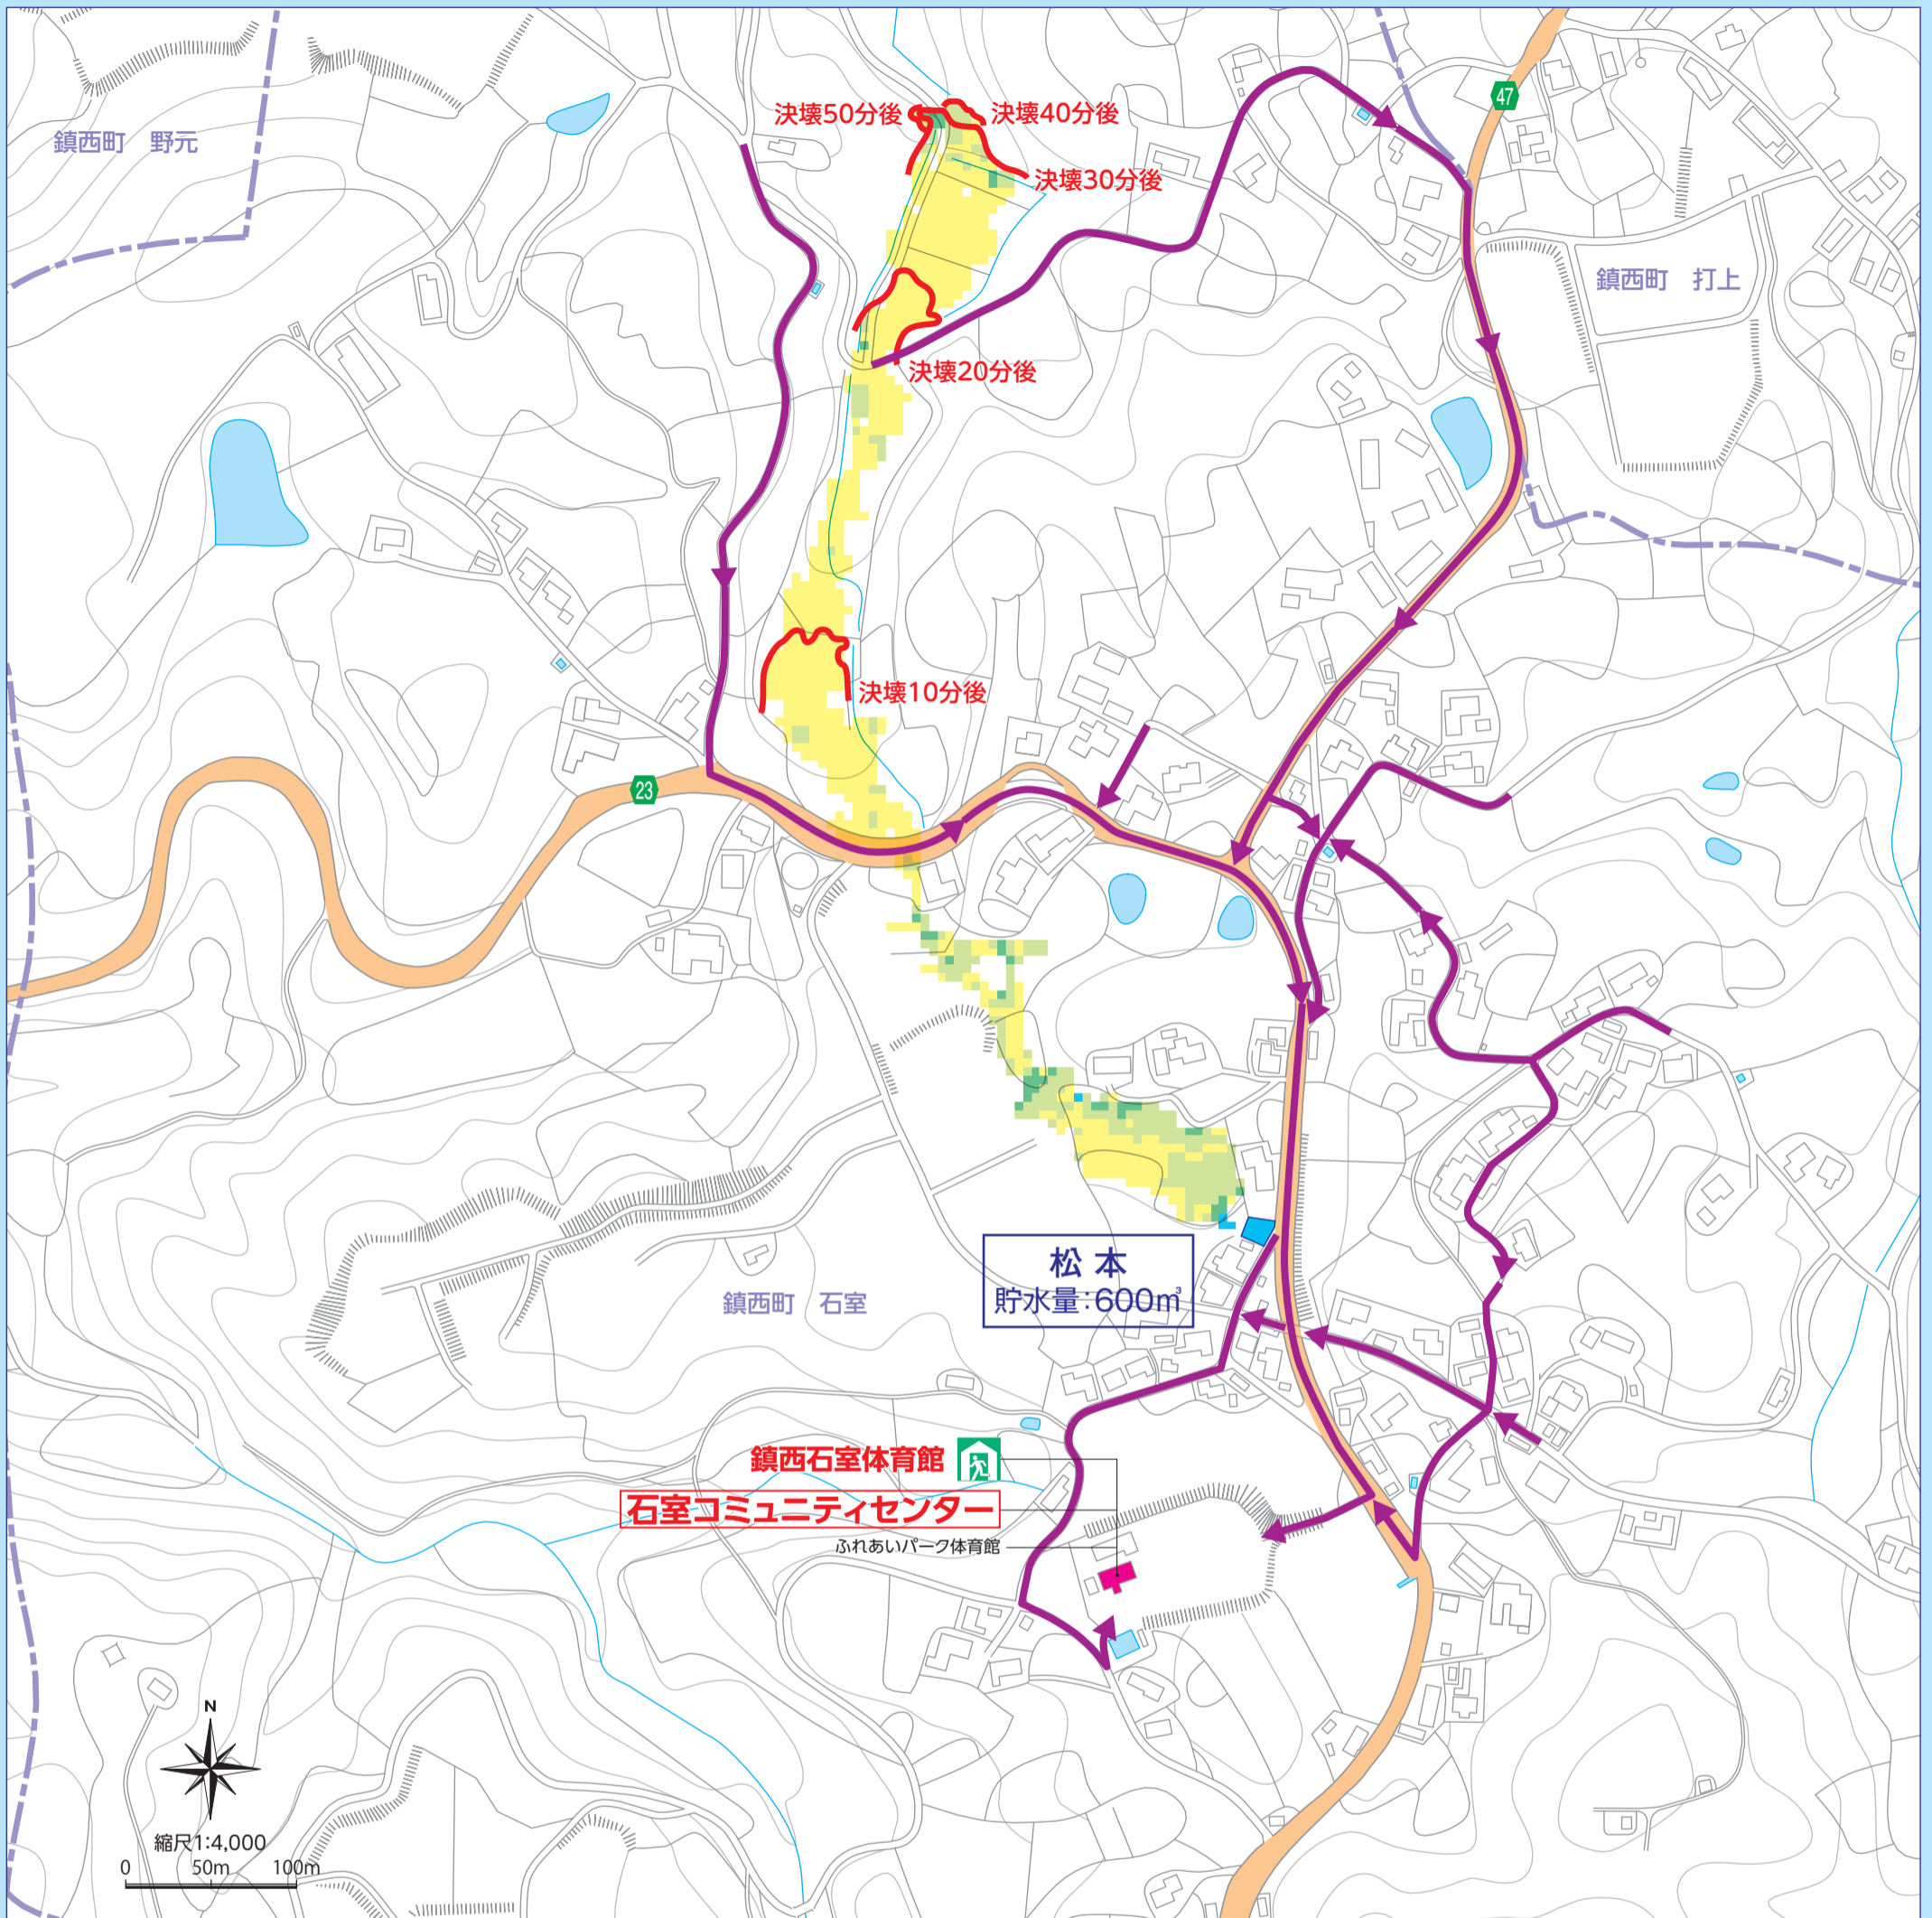 決壊50分後
決壊40分後
47
鎮西町 野元
決壊30分後
鎮西町 打上
決壊20分後
決壊10分後
23
松本
貯水量:600㎥
鎮西町 石室
鎮西石室体育館
石室コミュニティセンター
ふれあいパーク体育館
N
縮尺1:4,000
0 50m 100m